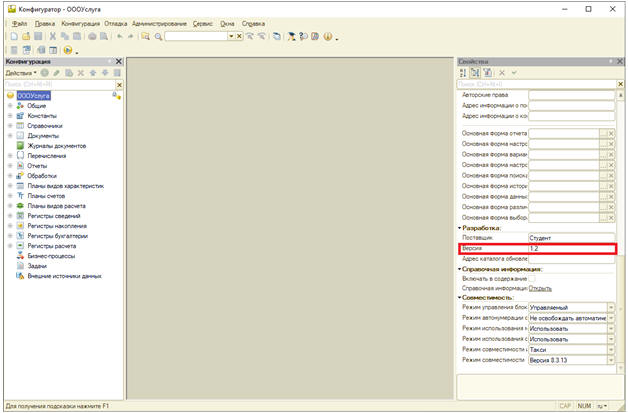 Конфигуратор - ОООУслуга
Файл Правка Конфигурация Отладка Администрирование Сервис Окна Справка
Конфигурация
Действия
Поиск (Ctrl+Alt+M)
ОООУслуга
Общие
Константы
Справочники
Документы
Журналы документов
Перечисления
Отчеты
Обработки
Планы видов характеристик
Планы счетов
Планы видов расчета
Регистры сведений
Регистры накопления
Регистры бухгалтерии
Регистры расчета
Бизнес-процессы
Задачи
Внешние источники данных
Свойства
Поиск (Ctrl+Alt+I)
Авторские права
Адрес информации о по
Адрес информации о ко
Основная форма отчета
Основная форма настро
Основная форма вариан
Основная форма настро
Основная форма поиска
Основная форма истори
Основная форма данны
Основная форма различ
Основная форма выбор
Разработка:
Поставщик Студент
Версия 1.2
Адрес каталога обновле
Справочная информация:
Включать в содержание
Справочная информаци Открыть
Совместимость:
Режим управления блок Управляемый
Режим автонумерации о Не освобождать автоматиче
Режим использования м Использовать
Режим использования с Использовать
Режим совместимости и Такси
Режим совместимости Версия 8.3.13
Для получения подсказки нажмите F1
CAP NUM ru